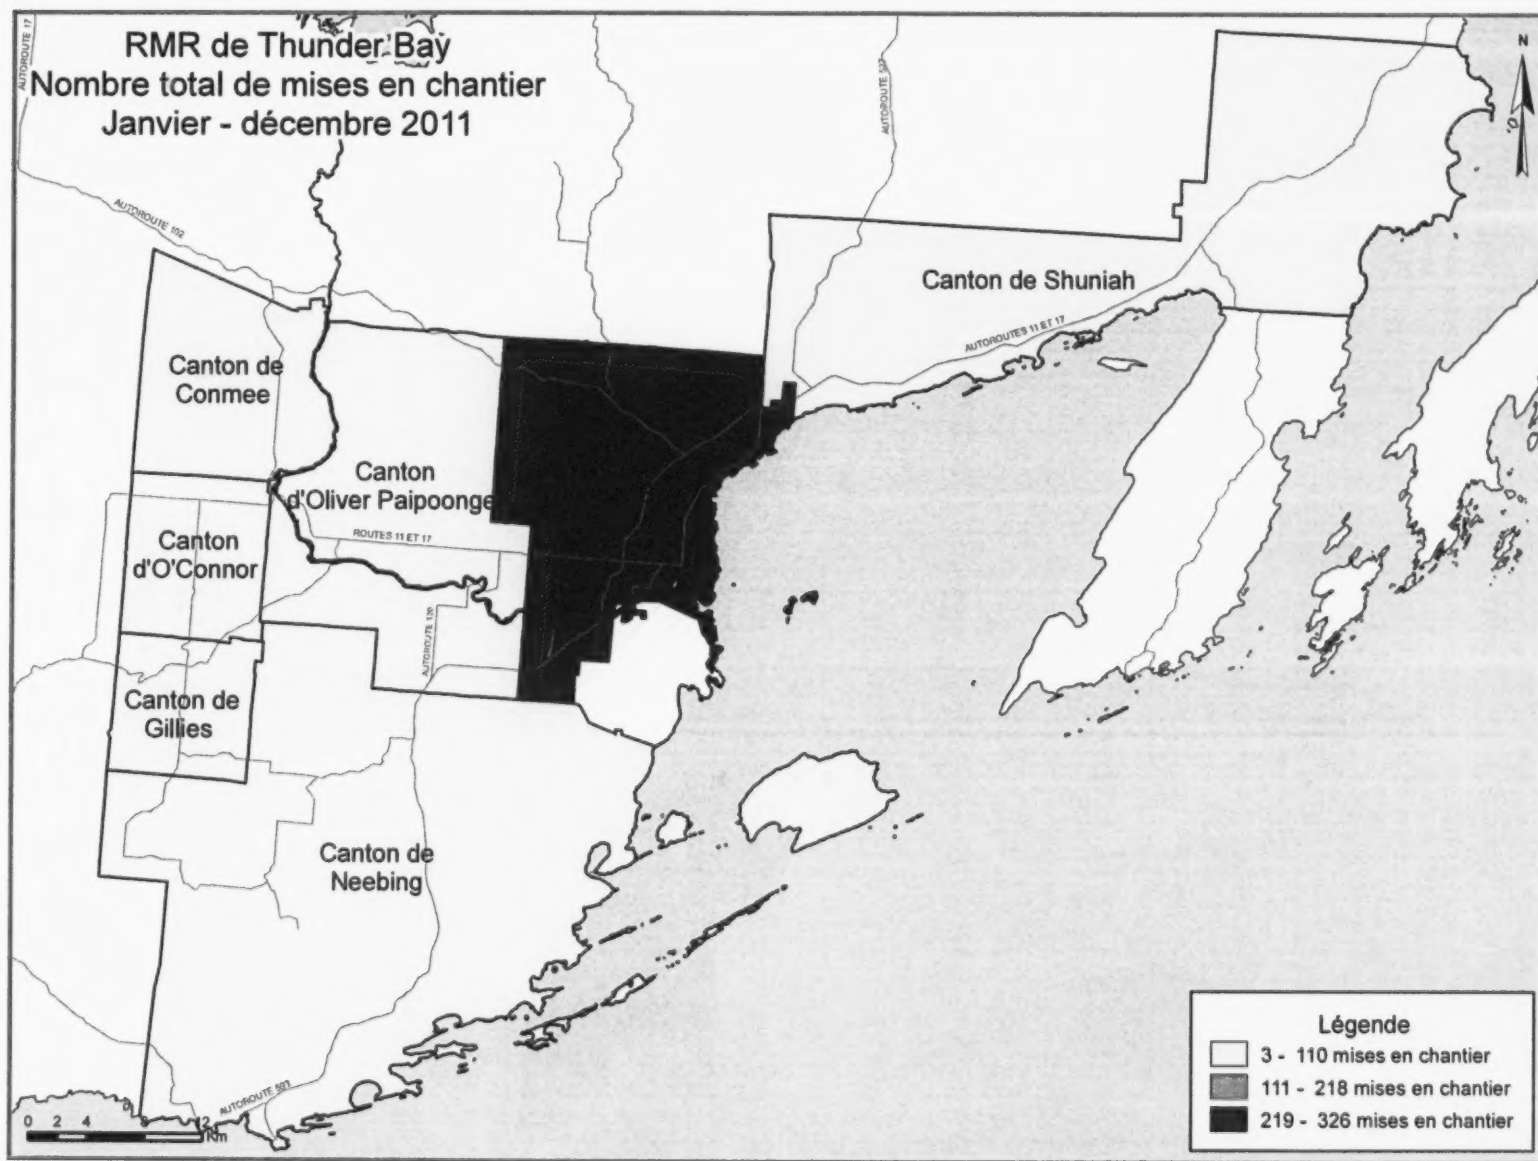 RMR de Thunder Bay
Nombre total de mises en chantier
Janvier - décembre 2011
AUTOROUTE 17
AUTOROUTE 527
N
AUTOROUTE 102
Canton de Shuniah
AUTOROUTES 11 ET 17
Canton de
Conmee
Canton
d'Oliver Paipoonge
ROUTES 11 ET 17
Canton
d'O'Connor
AUTOROUTE 130
Canton de
Gillies
Canton de
Neebing
AUTOROUTE 593
0 2 4 8 12
Km
Légende
3 - 110 mises en chantier
111 - 218 mises en chantier
219 - 326 mises en chantier